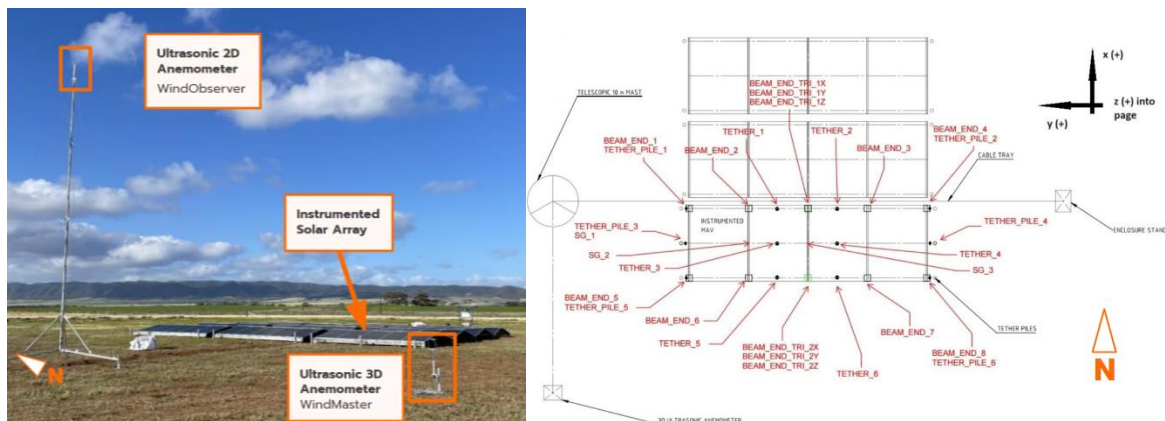 Ultrasonic 2D
Anemometer
WindObserver
Instrumented
Solar Array
Ultrasonic 3D
Anemometer
WindMaster
N
x (+)
y (+)
z (+) into
page
TELESCOPIC 10 m MAST
BEAM_END_TRI_1X
BEAM_END_TRI_1Y
BEAM_END_TRI_1Z
BEAM_END_1
TETHER_PILE_1
TETHER_1
BEAM_END_2
TETHER_2
BEAM_END_3
BEAM_END_4
TETHER_PILE_2
CABLE TRAY
INSTRUMENTED
MAV
TETHER_PILE_3
SG_1
SG_2
TETHER_3
TETHER_PILE_4
TETHER_4
SG_3
ENCLOSURE STAND
BEAM_END_5
TETHER_PILE_5
BEAM_END_6
TETHER_5
BEAM_END_TRI_2X
BEAM_END_TRI_2Y
BEAM_END_TRI_2Z
TETHER_6
BEAM_END_7
BEAM_END_8
TETHER_PILE_6
TETHER PILES
N